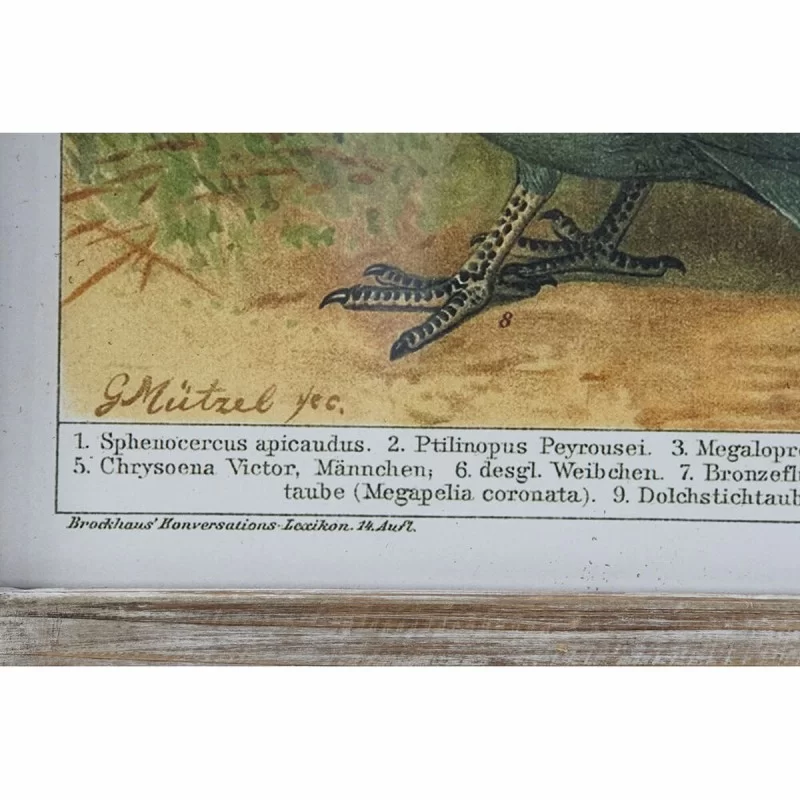 8
G Mützel fec.
1. Sphenocercus apicaudus. 2. Ptilinopus Peyrousei. 3. Megalopr
5. Chrysoena Victor, Männchen; 6. desgl. Weibchen. 7. Bronzeflü
taube (Megapelia coronata). 9. Dolchstichtaub
Brockhaus' Konversations-Lexikon. 14. Aufl.